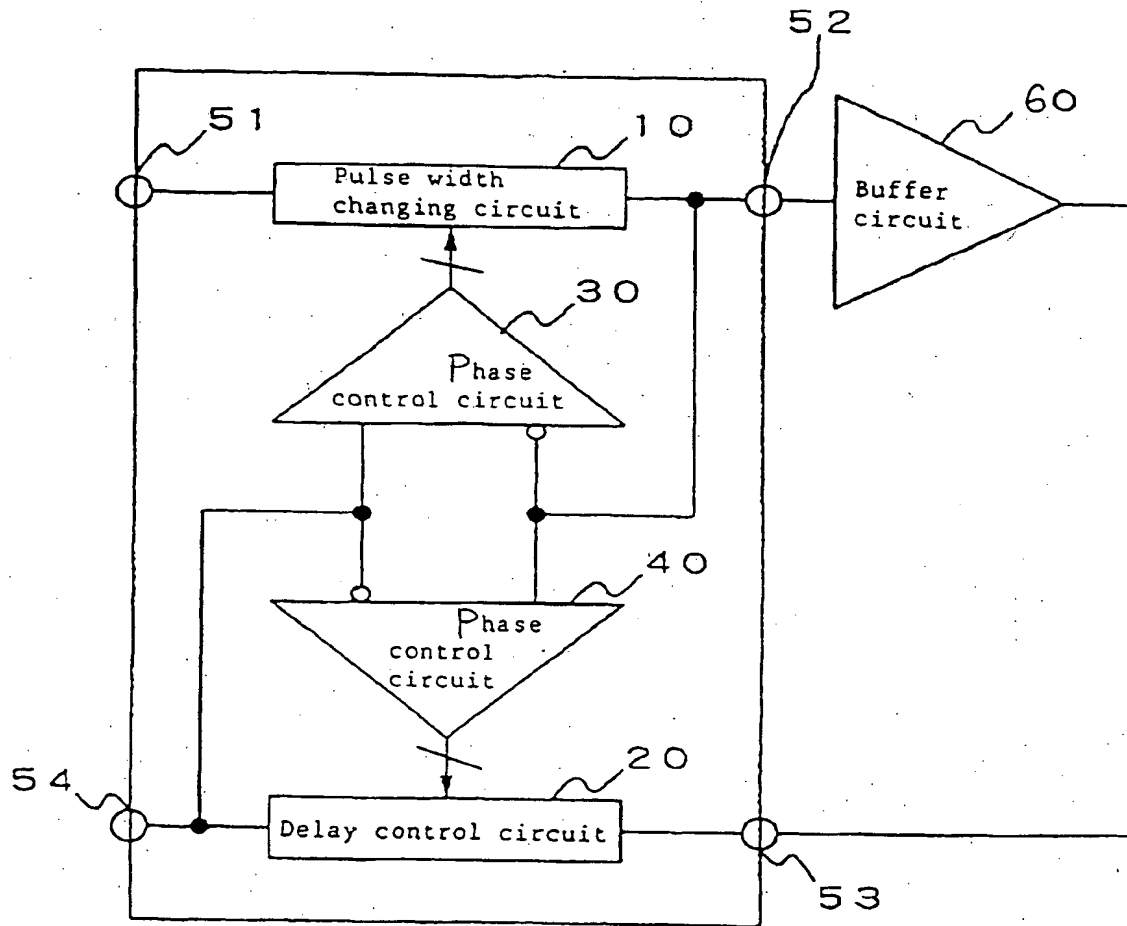 52
60
51
10
Pulse width
changing circuit
Buffer
circuit
30
Phase
control circuit
40
Phase
control
circuit
54
20
Delay control circuit
53